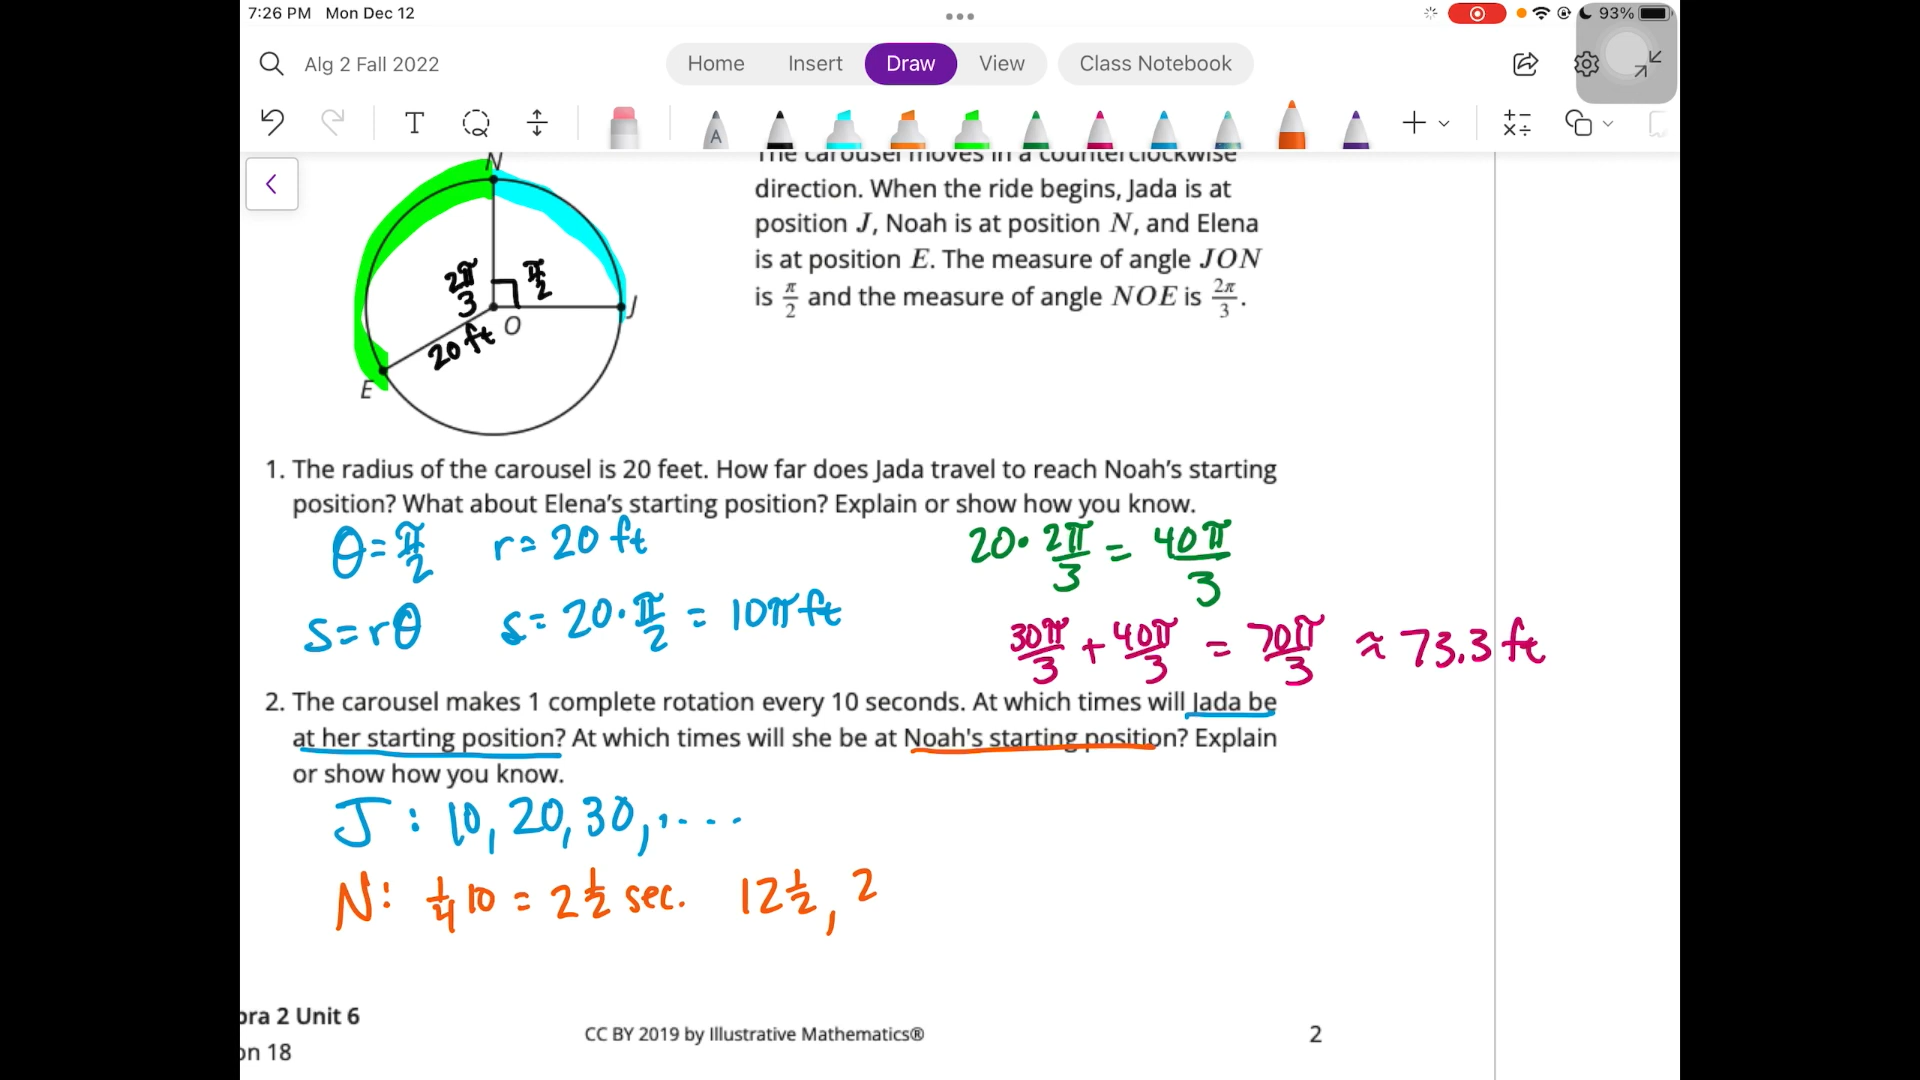 7:26 PM Mon Dec 12
93%
Alg 2 Fall 2022
Home Insert Draw View Class Notebook
T
A
The carousel moves in a counterclockwise
direction. When the ride begins, Jada is at
position J, Noah is at position N, and Elena
is at position E. The measure of angle JON
is π/2 and the measure of angle NOE is 2π/3.
N
2π/3
π/2
J
O
20 ft
E
1. The radius of the carousel is 20 feet. How far does Jada travel to reach Noah's starting
position? What about Elena's starting position? Explain or show how you know.
θ = π/2 r = 20 ft
20 · 2π/3 = 40π/3
s = rθ s = 20 · π/2 = 10π ft
30π/3 + 40π/3 = 70π/3 ≈ 73.3 ft
2. The carousel makes 1 complete rotation every 10 seconds. At which times will Jada be
at her starting position? At which times will she be at Noah's starting position? Explain
or show how you know.
J: 10, 20, 30, ....
N: 1/4 10 = 2 1/2 sec. 12 1/2, 2
bra 2 Unit 6
on 18
CC BY 2019 by Illustrative Mathematics®
2